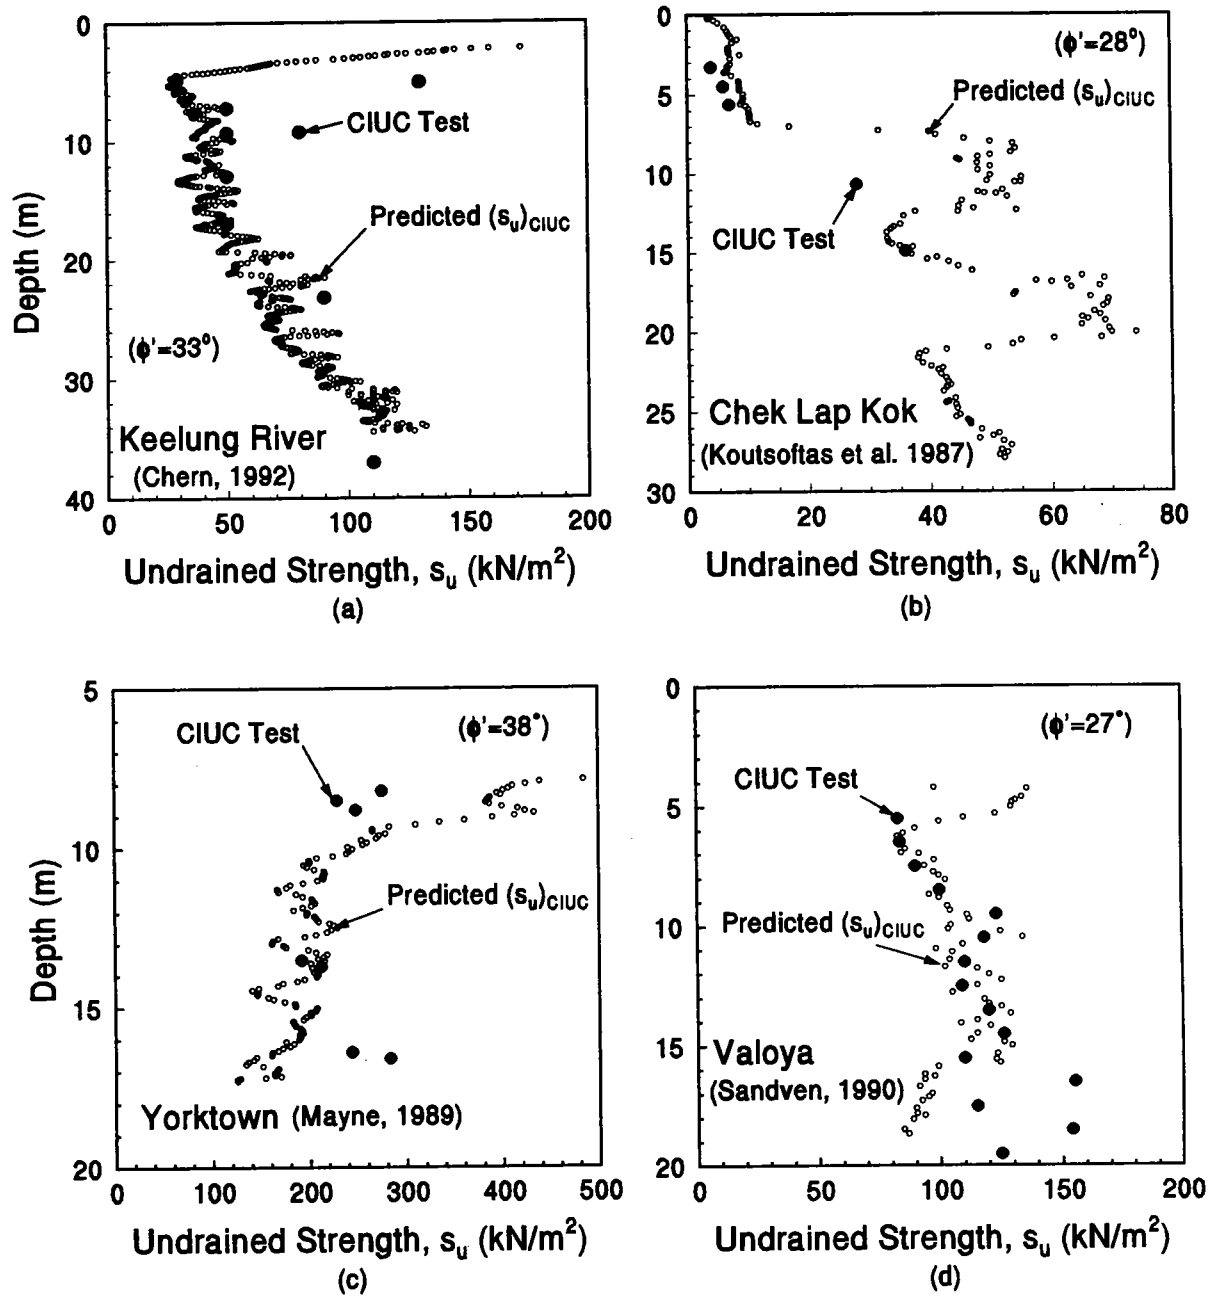 0
10
20
30
40
Depth (m)
CIUC Test
Predicted (su)CIUC
(ϕ'=33⁰)
Keelung River
(Chern, 1992)
0 50 100 150 200
Undrained Strength, su (kN/m²)
(a)
0
5
10
15
20
25
30
(ϕ'=28⁰)
Predicted (su)CIUC
CIUC Test
Chek Lap Kok
(Koutsoftas et al. 1987)
0 20 40 60 80
Undrained Strength, su (kN/m²)
(b)
5
10
15
20
Depth (m)
CIUC Test
(ϕ'=38°)
Predicted (su)CIUC
Yorktown (Mayne, 1989)
0 100 200 300 400 500
Undrained Strength, su (kN/m²)
(c)
0
5
10
15
20
(ϕ'=27°)
CIUC Test
Predicted (su)CIUC
Valoya
(Sandven, 1990)
0 50 100 150 200
Undrained Strength, su (kN/m²)
(d)